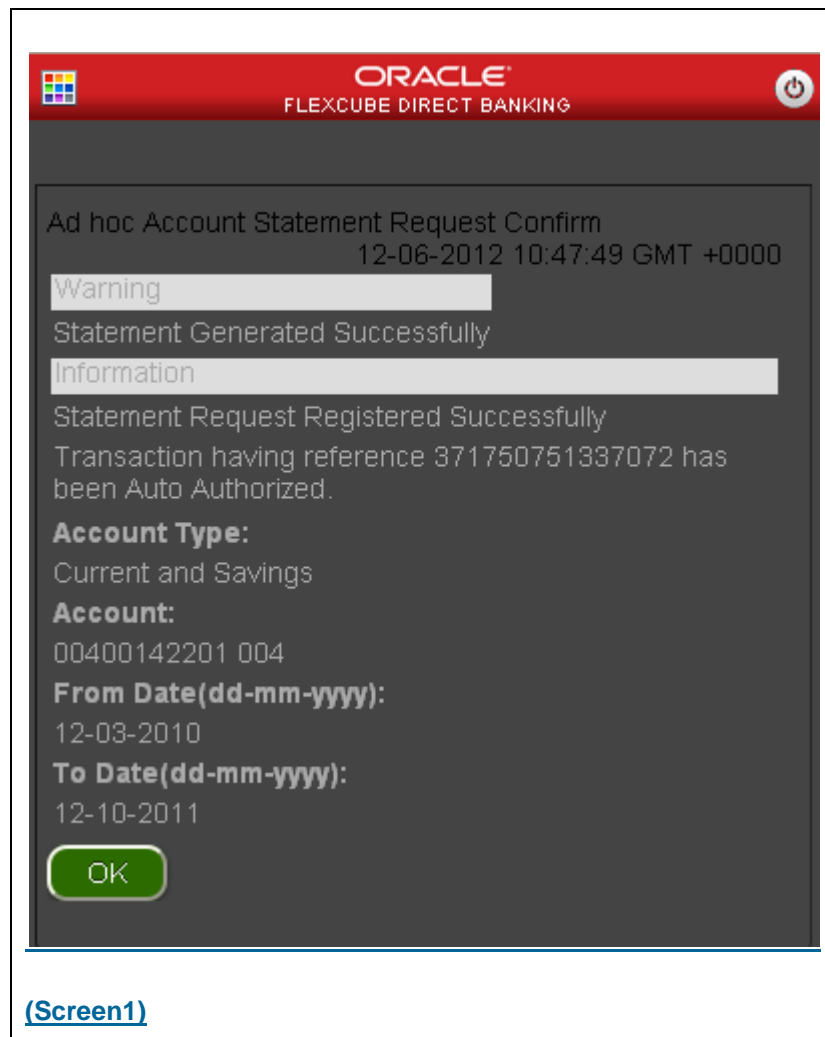 ORACLE
FLEXCUBE DIRECT BANKING
Ad hoc Account Statement Request Confirm
12-06-2012 10:47:49 GMT +0000
Warning
Statement Generated Successfully
Information
Statement Request Registered Successfully
Transaction having reference 371750751337072 has
been Auto Authorized.
Account Type:
Current and Savings
Account:
00400142201 004
From Date(dd-mm-yyyy):
12-03-2010
To Date(dd-mm-yyyy):
12-10-2011
OK
(Screen1)